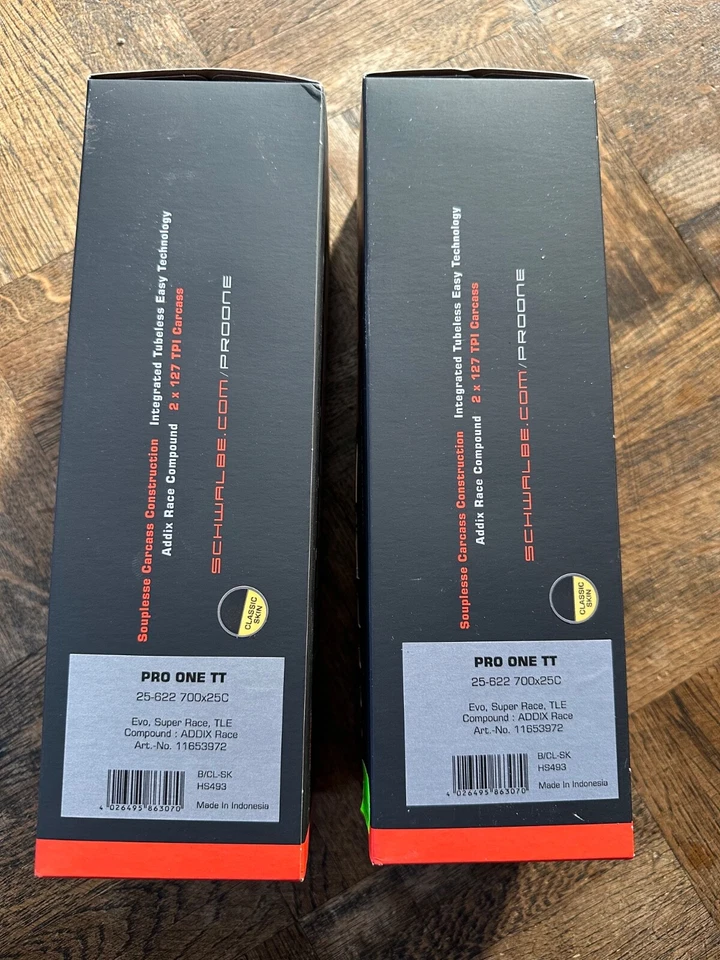 Souplesse Carcass Construction Integrated Tubeless Easy Technology
Addix Race Compound 2 x 127 TPI Carcass
SCHWALBE.COM/PROONE
CLASSIC
SKIN
PRO ONE TT
25-622 700x25C
Evo, Super Race, TLE
Compound : ADDIX Race
Art.-No. 11653972
B/CL-SK
HS493
4 026495 863070
Made In Indonesia
Souplesse Carcass Construction Integrated Tubeless Easy Technology
Addix Race Compound 2 x 127 TPI Carcass
SCHWALBE.COM/PROONE
CLASSIC
SKIN
PRO ONE TT
25-622 700x25C
Evo, Super Race, TLE
Compound : ADDIX Race
Art.-No. 11653972
B/CL-SK
HS493
4 026495 863070
Made In Indonesia